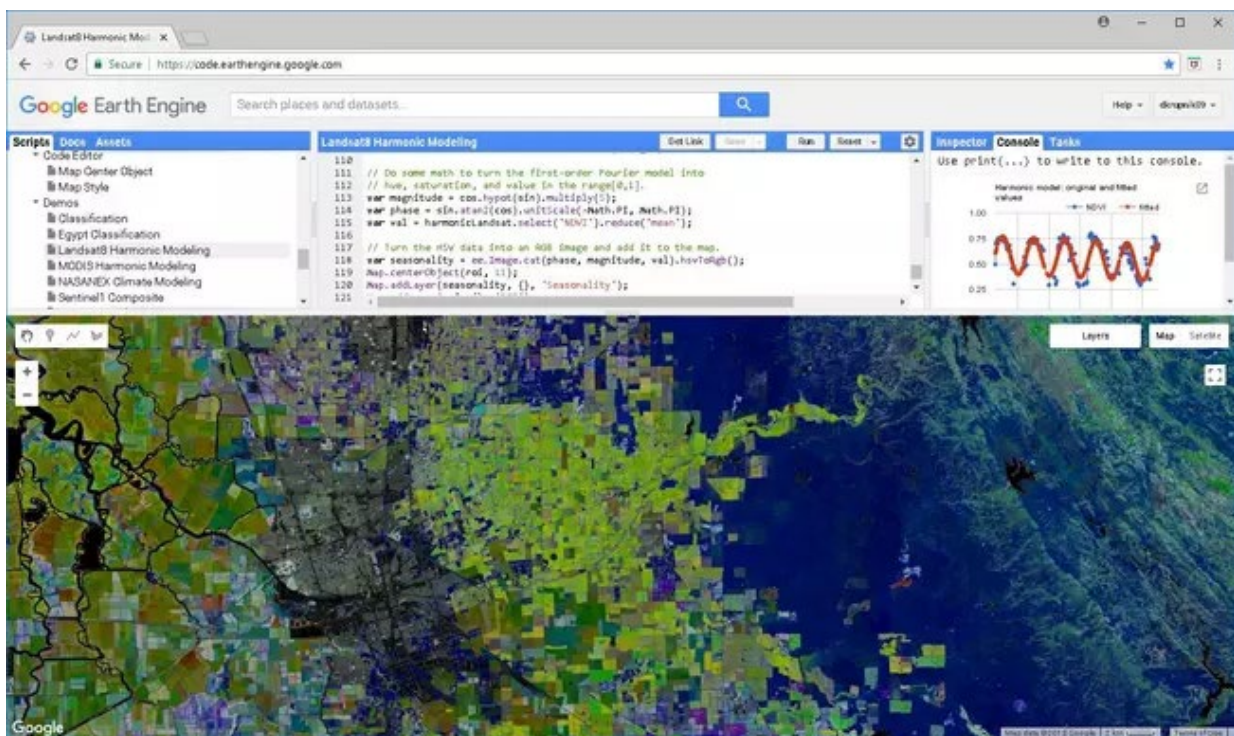 Landsat8 Harmonic Mod
Secure | https://code.earthengine.google.com
Google Earth Engine
Search places and datasets...
Help
Scripts Docs Assets
Landsat8 Harmonic Modeling
Get Link
Run
Reset
Inspector Console Tasks
Code Editor
Map Center Object
Map Style
Demos
Classification
Egypt Classification
Landsat8 Harmonic Modeling
MODIS Harmonic Modeling
NASANEX Climate Modeling
Sentinel1 Composite
110
111 // Do some math to turn the first-order Fourier model into
112 // hue, saturation, and value in the range[0,1].
113 var magnitude = cos.hypot(sin).multiply(5);
114 var phase = sin.atan2(cos).unitScale(-Math.PI, Math.PI);
115 var val = harmonicLandsat.select('NDVI').reduce("mean");
116
117 // Turn the HSV data into an RGB image and add it to the map.
118 var seasonality = ee.Image.cat(phase, magnitude, val).hsvToRgb();
119 Map.centerObject(roi, 11);
120 Map.addLayer(seasonality, {}, 'Seasonality');
121
Use print(...) to write to this console.
Harmonic model: original and fitted
values
NDVI fitted
1.00
0.75
0.50
0.25
Layers
Map Satellite
+
−
Google
Terms of Use